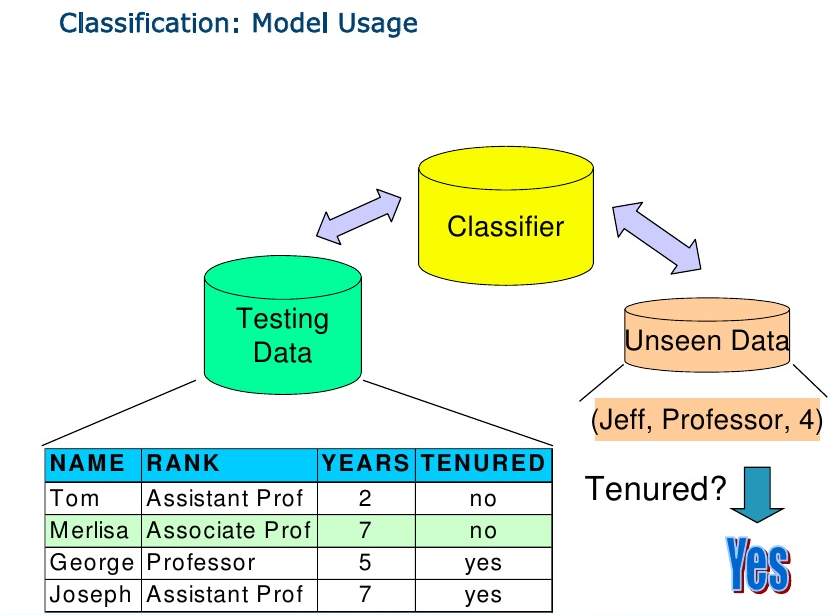 Classification: Model Usage
Classifier
Testing
Data
Unseen Data
(Jeff, Professor, 4)
NAME RANK YEARS TENURED
Tom Assistant Prof 2 no
Merlisa Associate Prof 7 no
George Professor 5 yes
Joseph Assistant Prof 7 yes
Tenured?
Yes